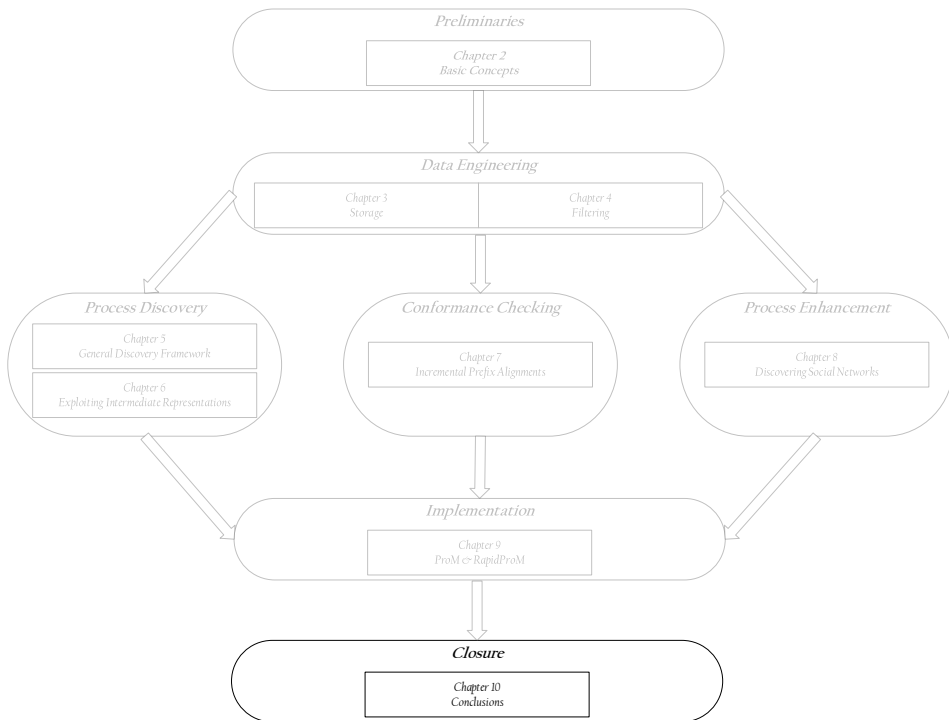 Preliminaries
Chapter 2
Basic Concepts
Data Engineering
Chapter 3
Storage
Chapter 4
Filtering
Process Discovery
Chapter 5
General Discovery Framework
Chapter 6
Exploiting Intermediate Representations
Conformance Checking
Chapter 7
Incremental Prefix Alignments
Process Enhancement
Chapter 8
Discovering Social Networks
Implementation
Chapter 9
ProM & RapidProM
Closure
Chapter 10
Conclusions